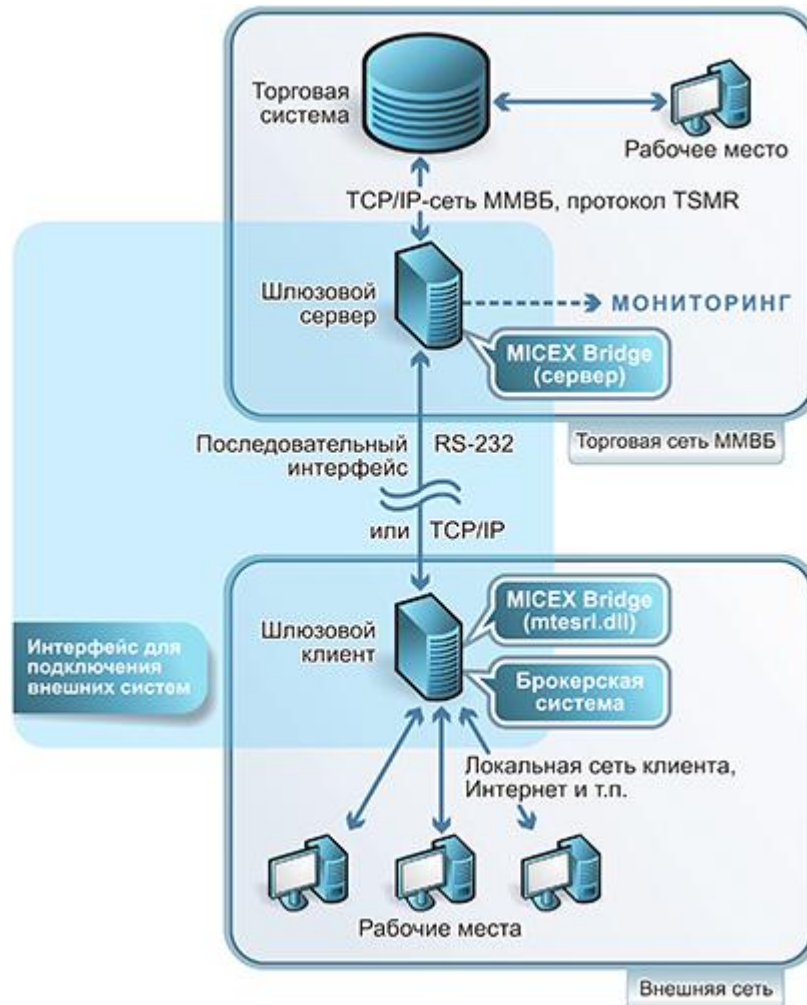 Торговая
система
Рабочее место
TCP/IP-сеть ММВБ, протокол TSMR
Шлюзовой
сервер
МОНИТОРИНГ
MICEX Bridge
(сервер)
Торговая сеть ММВБ
Последовательный
интерфейс
RS-232
или
TCP/IP
MICEX Bridge
(mtesrl.dll)
Шлюзовой
клиент
Брокерская
система
Интерфейс для
подключения
внешних систем
Локальная сеть клиента,
Интернет и т.п.
Рабочие места
Внешняя сеть